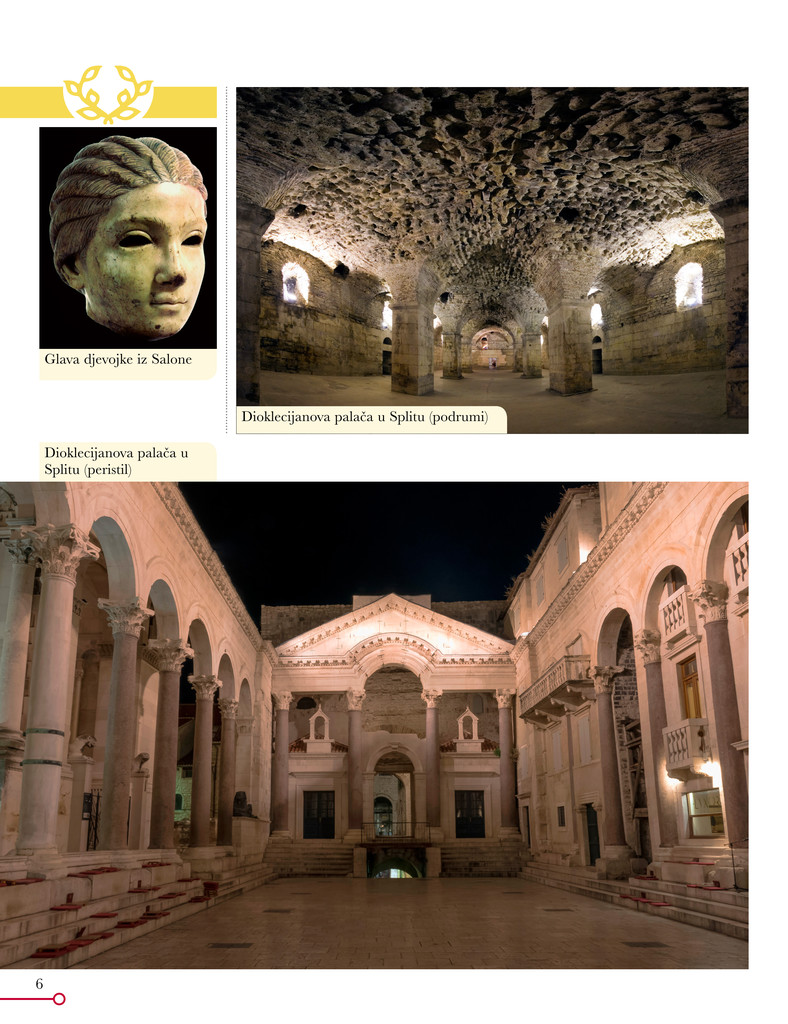 Glava djevojke iz Salone
Dioklecijanova palača u Splitu (podrumi)
Dioklecijanova palača u
Splitu (peristil)
6